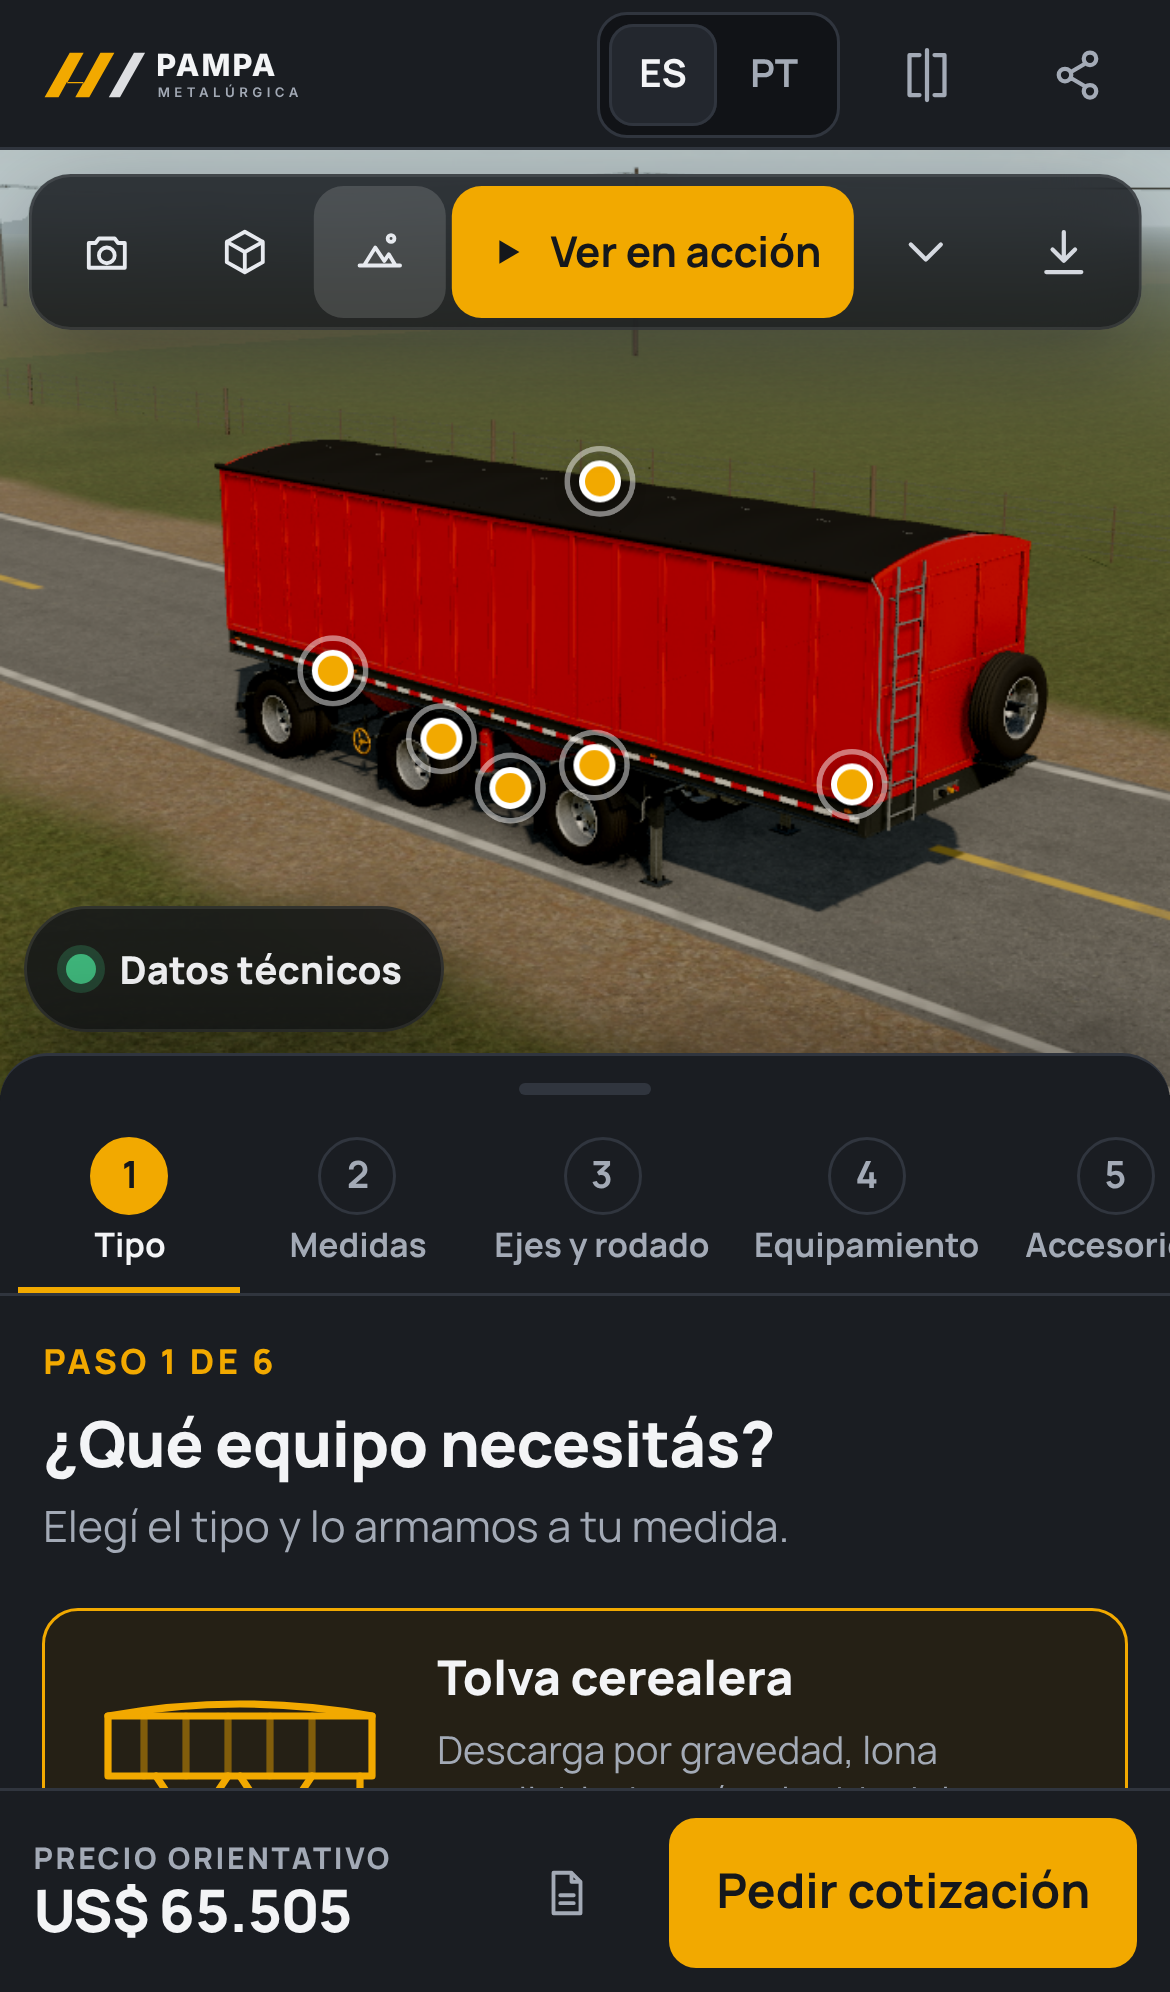 PAMPA
METALÚRGICA
ES
PT
Ver en acción
Datos técnicos
1
2
3
4
5
Tipo
Medidas
Ejes y rodado
Equipamiento
PASO 1 DE 6
¿Qué equipo necesitás?
Elegí el tipo y lo armamos a tu medida.
Tolva cerealera
Descarga por gravedad, lona
PRECIO ORIENTATIVO
US$ 65.505
Pedir cotización